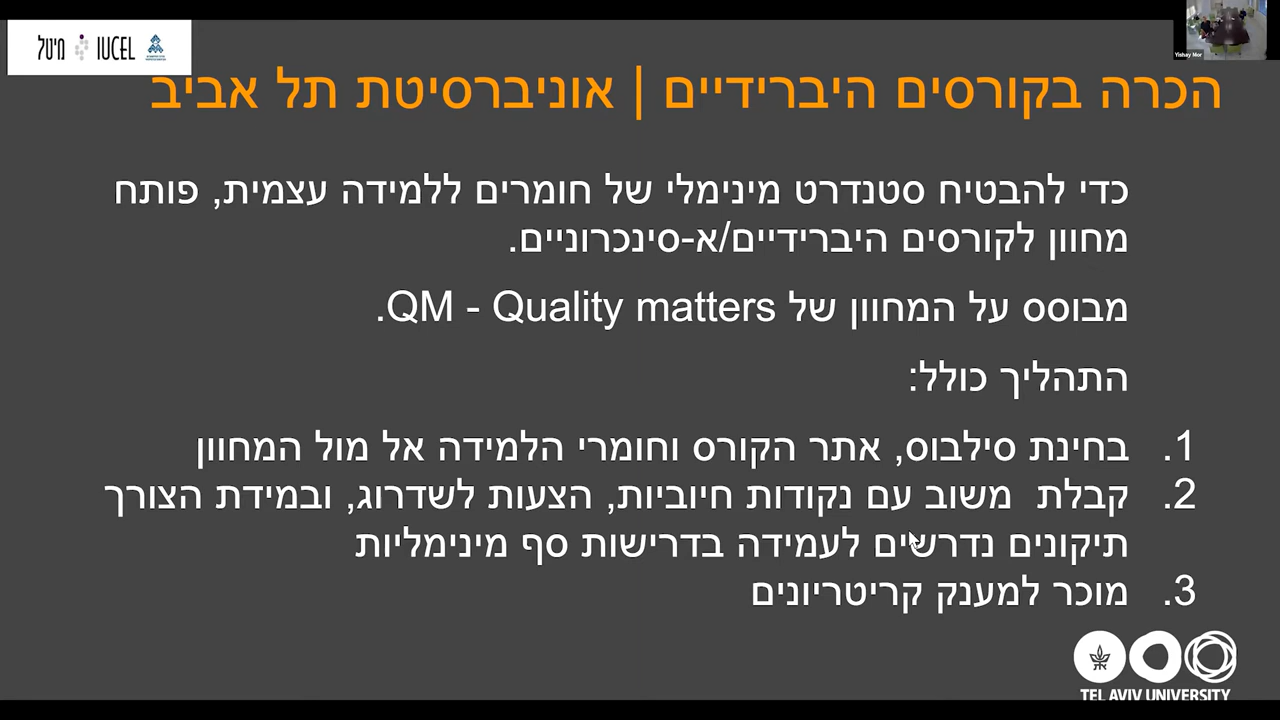 מיטל IUCEL
Yishay Mor
הכרה בקורסים היברידיים | אוניברסיטת תל אביב
כדי להבטיח סטנדרט מינימלי של חומרים ללמידה עצמית, פותח
מחוון לקורסים היברידיים/א-סינכרוניים.
מבוסס על המחוון של QM - Quality matters.
התהליך כולל:
1. בחינת סילבוס, אתר הקורס וחומרי הלמידה אל מול המחוון
2. קבלת משוב עם נקודות חיוביות, הצעות לשדרוג, ובמידת הצורך
תיקונים נדרשים לעמידה בדרישות סף מינימליות
3. מוכר למענק קריטריונים
TEL AVIV UNIVERSITY